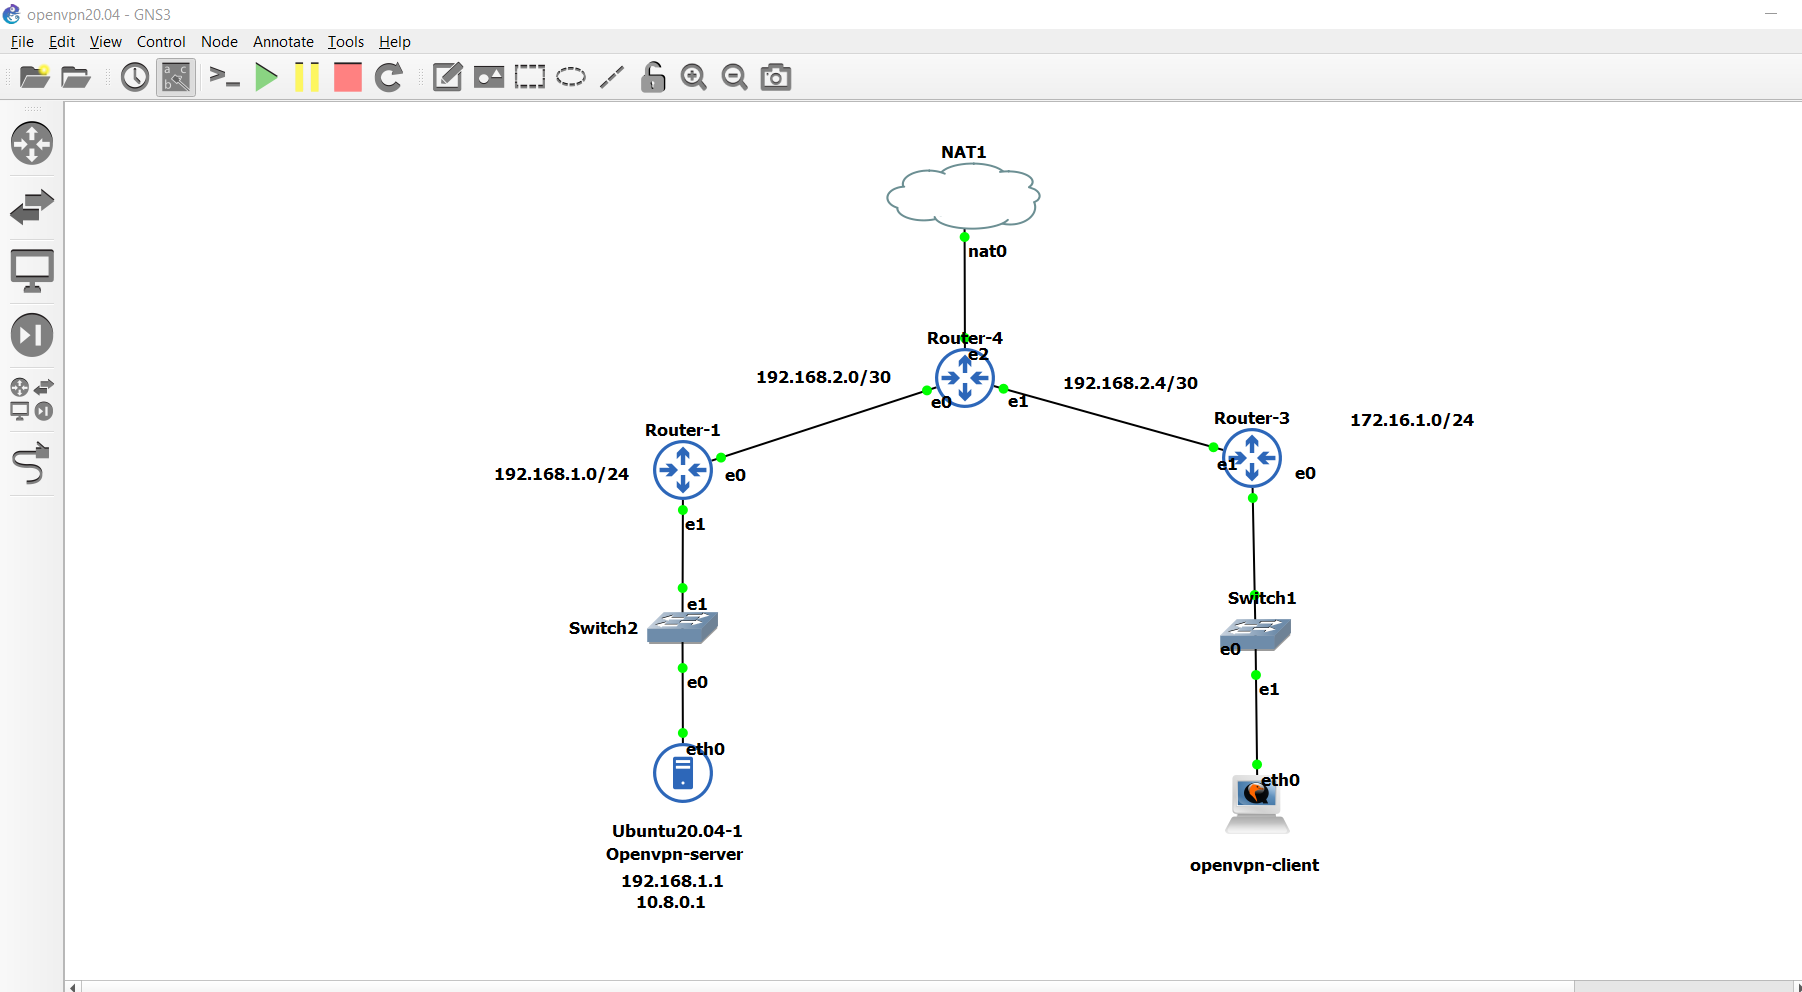 openvpn20.04 - GNS3
File Edit View Control Node Annotate Tools Help
NAT1
nat0
Router-4
e2
192.168.2.0/30
192.168.2.4/30
e0
e1
Router-3
172.16.1.0/24
Router-1
192.168.1.0/24
e0
e1
e0
e1
Switch1
e1
Switch2
e0
e0
e1
eth0
eth0
Ubuntu20.04-1
Openvpn-server
openvpn-client
192.168.1.1
10.8.0.1